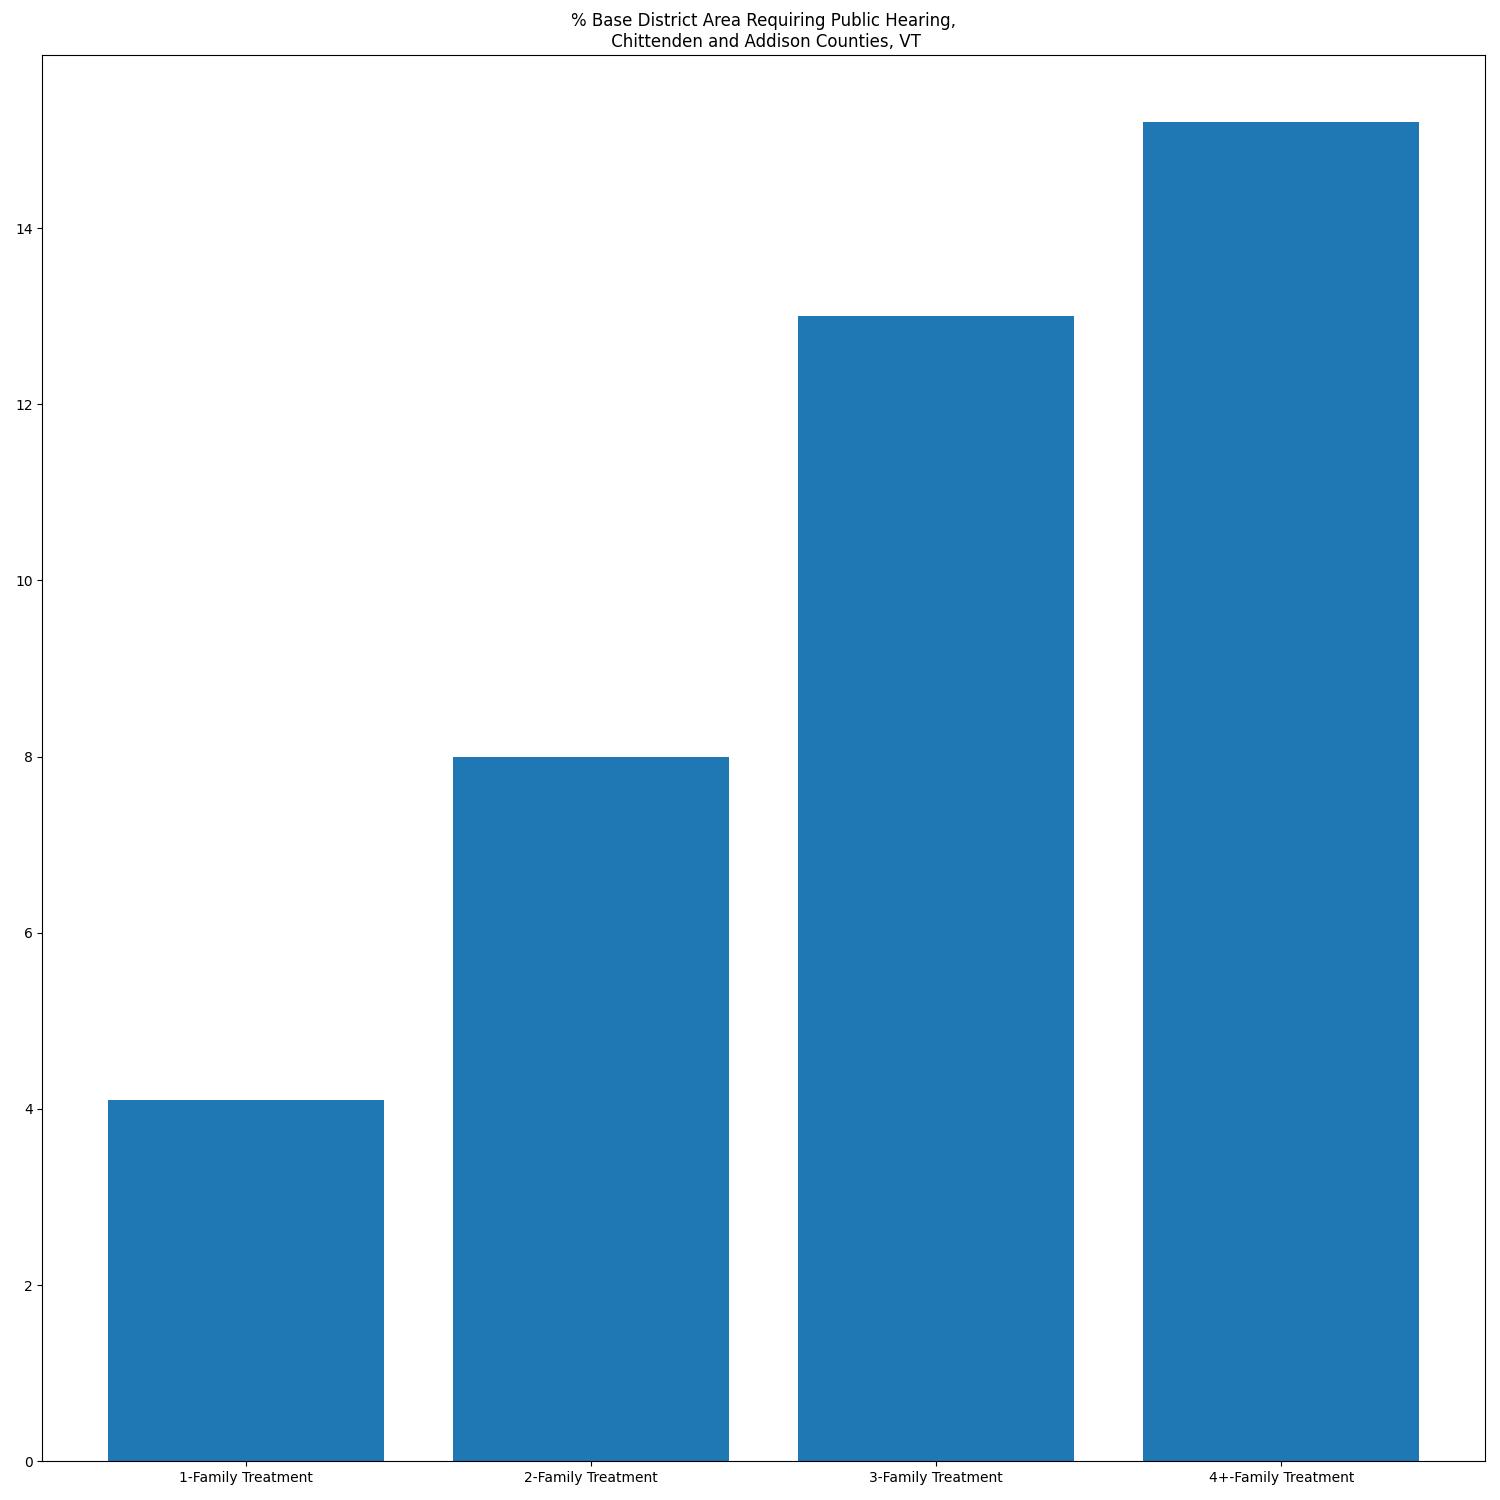 % Base District Area Requiring Public Hearing,
Chittenden and Addison Counties, VT
14
12
10
8
6
4
2
0
1-Family Treatment
2-Family Treatment
3-Family Treatment
4+-Family Treatment